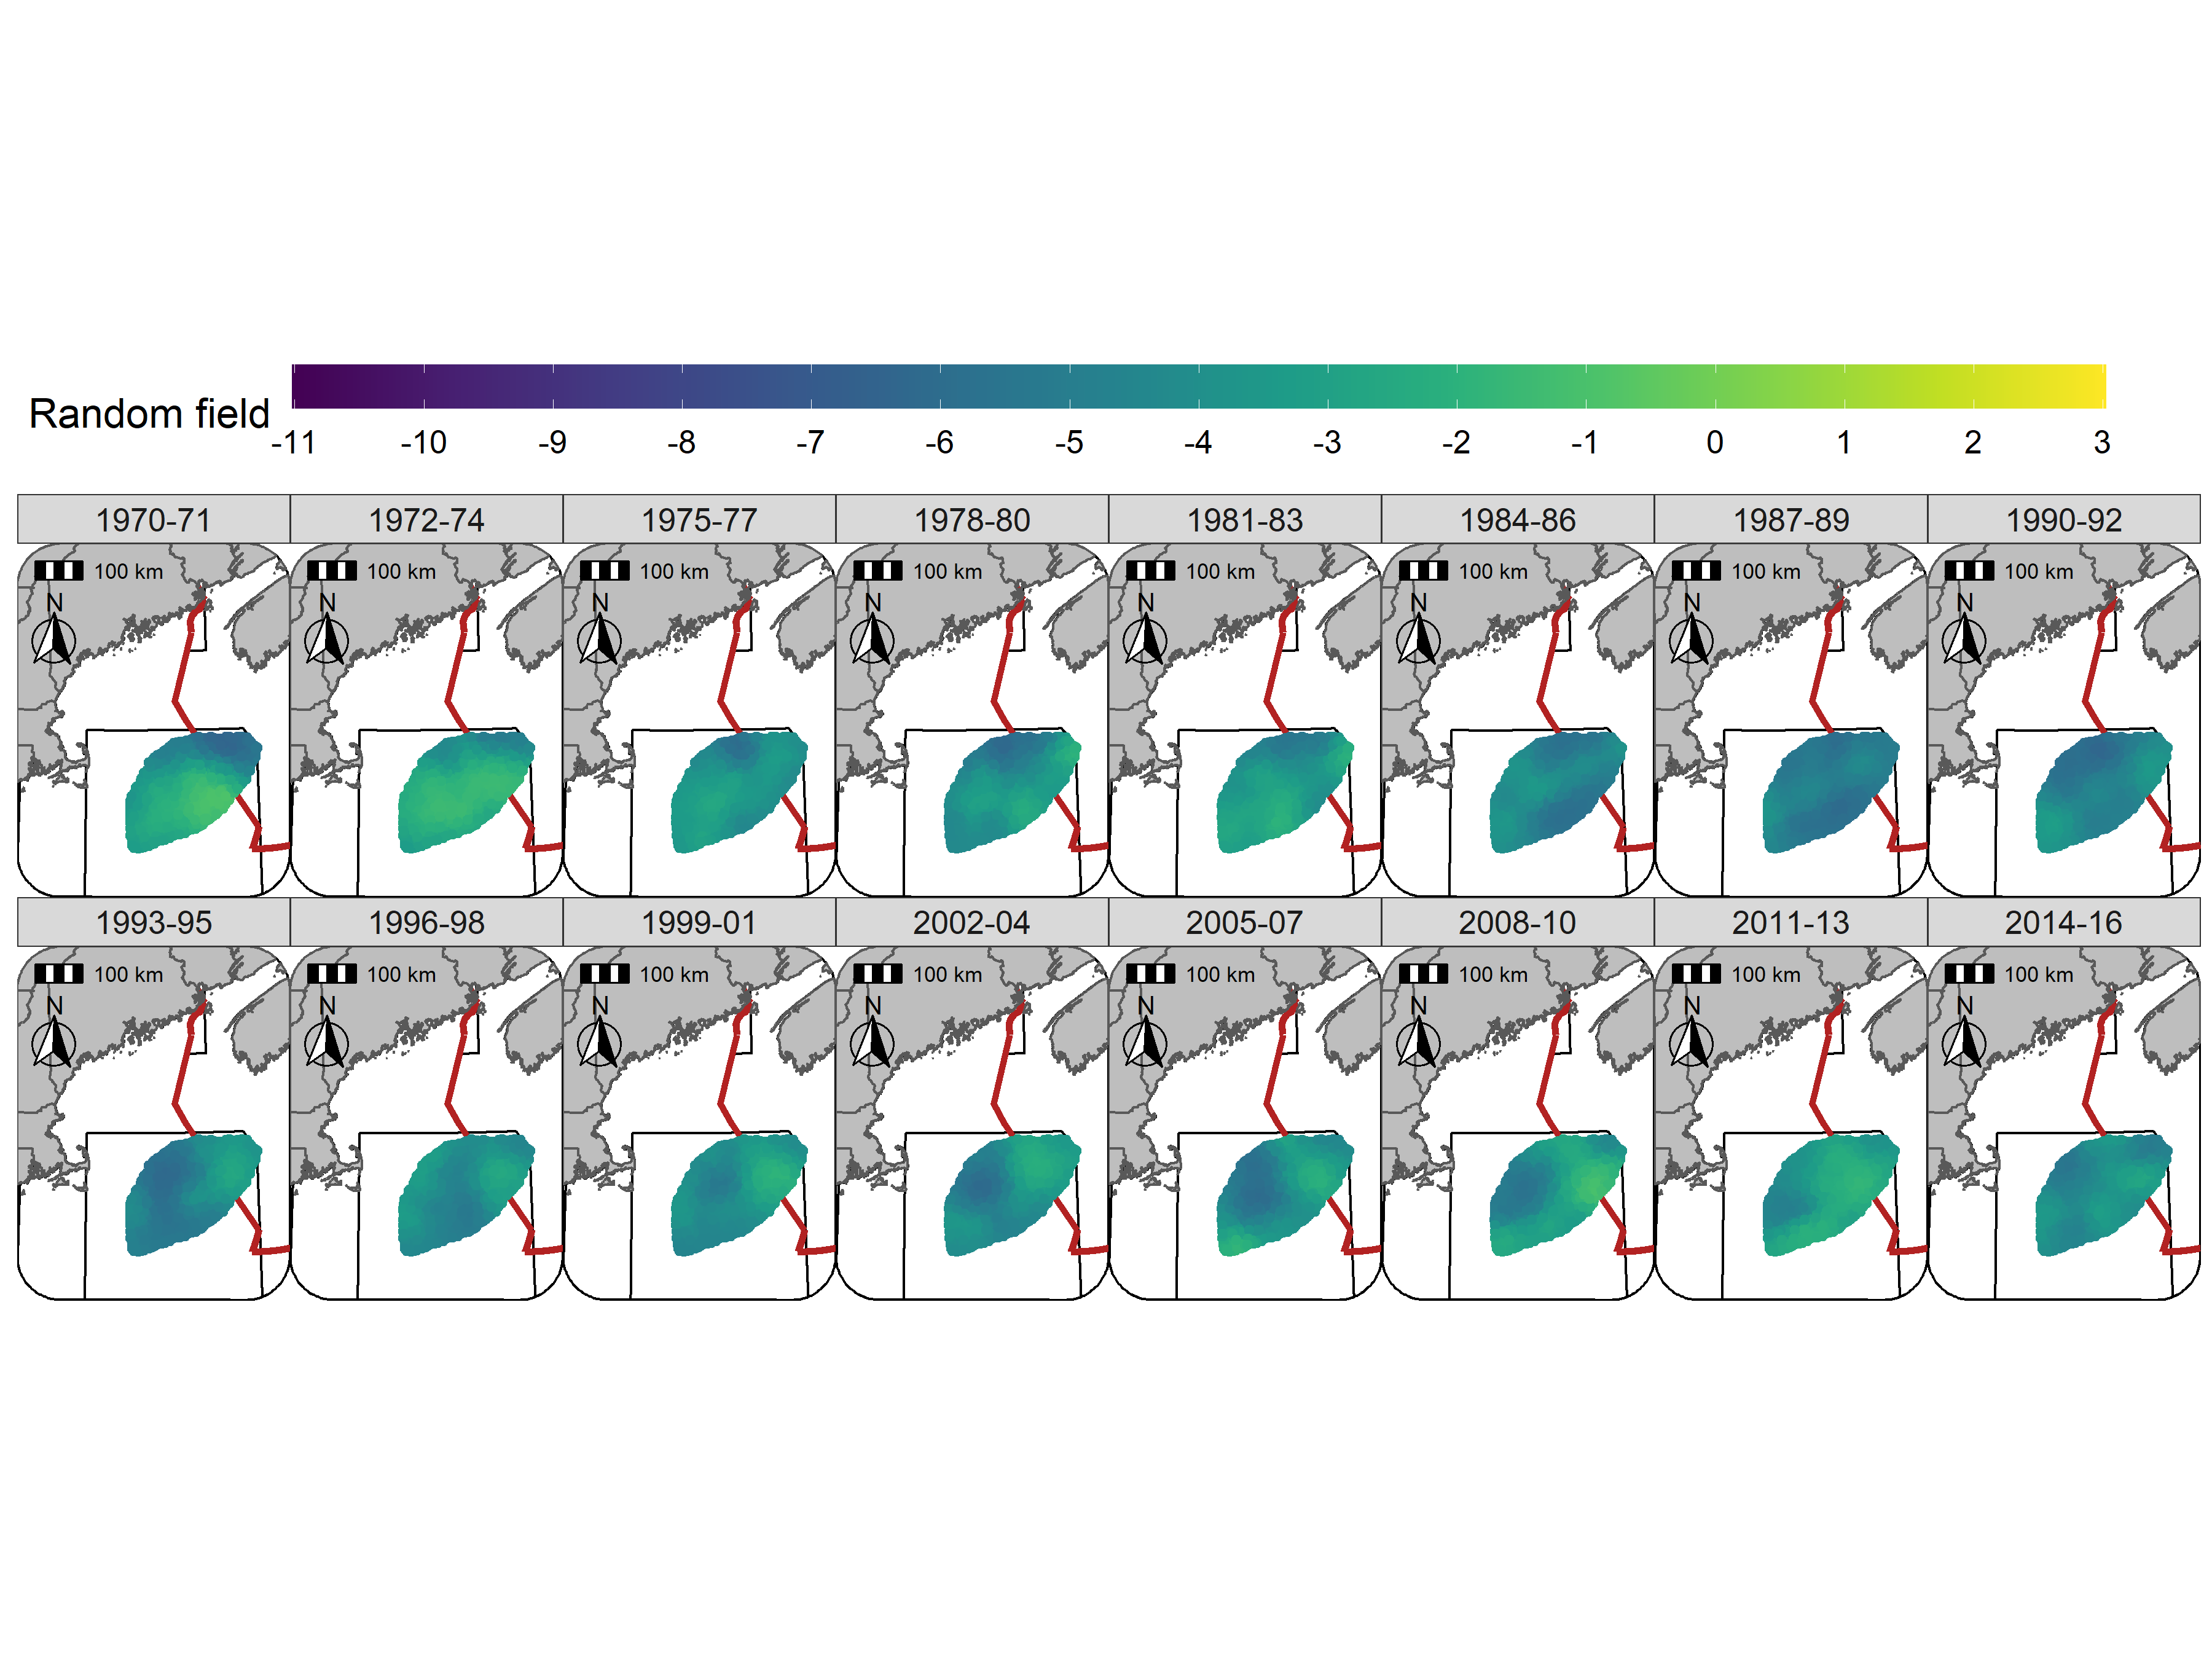 Random field
-11 -10 -9 -8 -7 -6 -5 -4 -3 -2 -1 0 1 2 3
1970-71 1972-74 1975-77 1978-80 1981-83 1984-86 1987-89 1990-92
100 km 100 km 100 km 100 km 100 km 100 km 100 km 100 km
N N N N N N N N
1993-95 1996-98 1999-01 2002-04 2005-07 2008-10 2011-13 2014-16
100 km 100 km 100 km 100 km 100 km 100 km 100 km 100 km
N N N N N N N N